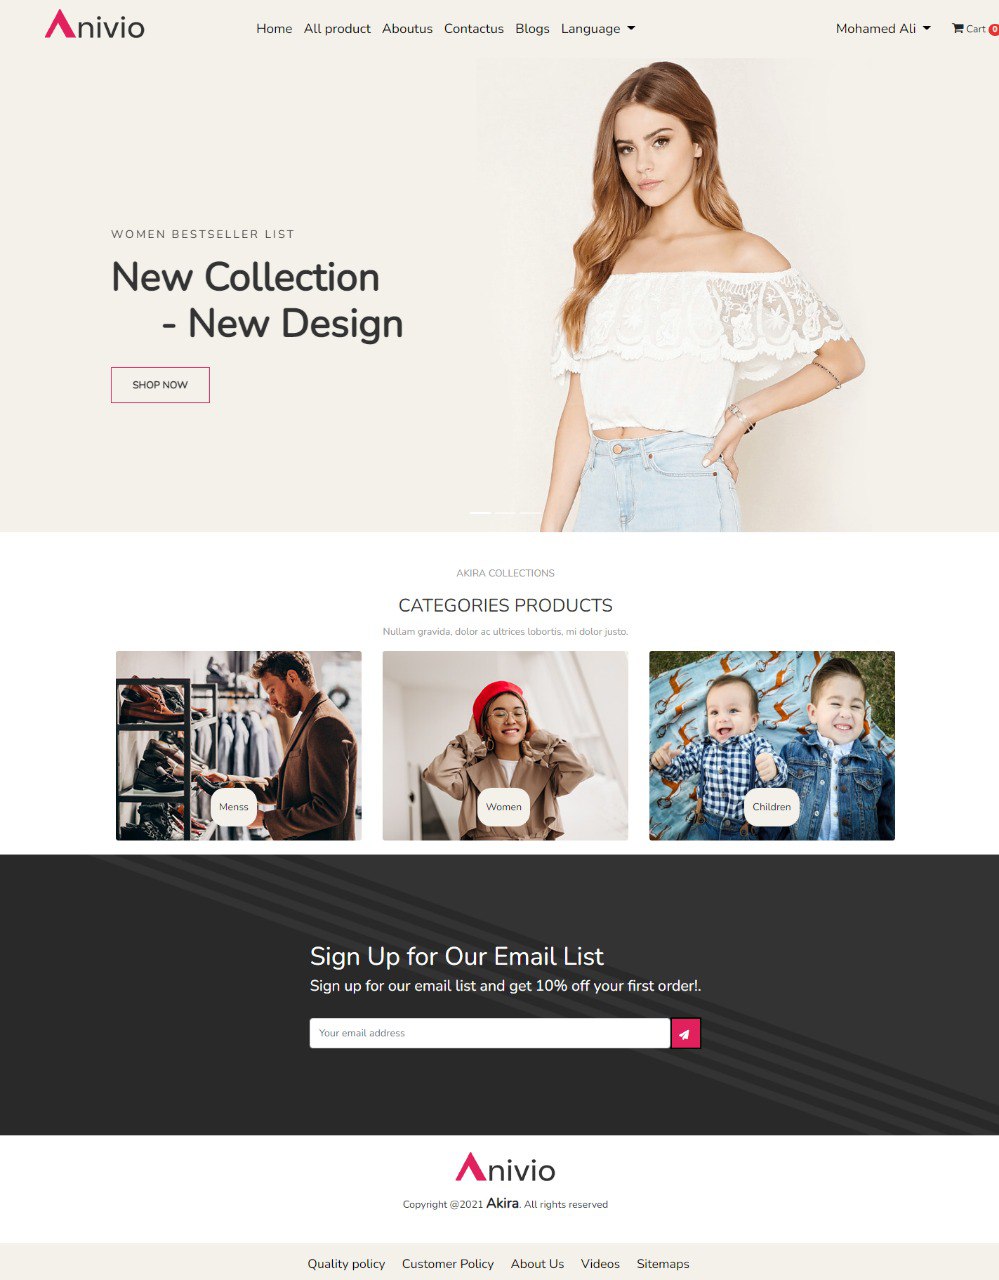 Anivio
Home All product Aboutus Contactus Blogs Language
Mohamed Ali Cart 0
WOMEN BESTSELLER LIST
New Collection
- New Design
SHOP NOW
AKIRA COLLECTIONS
CATEGORIES PRODUCTS
Nullam gravida, dolor ac ultrices lobortis, mi dolor justo.
Menss
Women
Children
Sign Up for Our Email List
Sign up for our email list and get 10% off your first order!.
Your email address
Anivio
Copyright @2021 Akira. All rights reserved
Quality policy Customer Policy About Us Videos Sitemaps